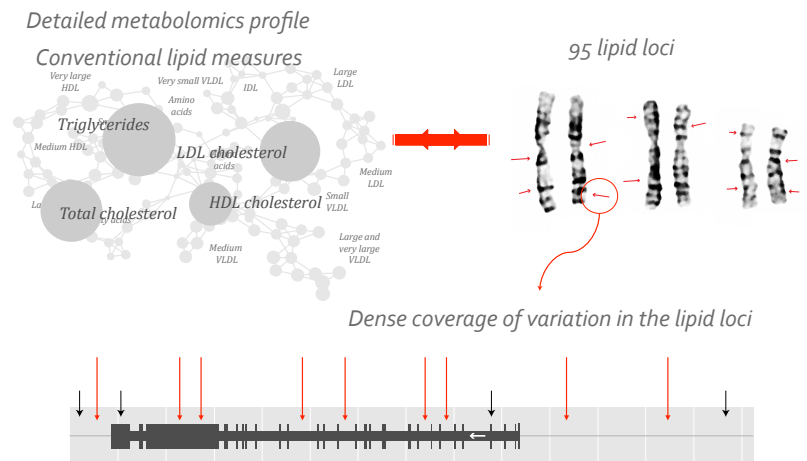 Detailed metabolomics profile
Conventional lipid measures
95 lipid loci
Very large
HDL
Very small VLDL
IDL
Large
LDL
Amino
acids
Triglycerides
Medium HDL
LDL cholesterol
acids
Medium
LDL
Small
VLDL
HDL cholesterol
Total cholesterol
acids
Medium
VLDL
Large and
very large
VLDL
Dense coverage of variation in the lipid loci